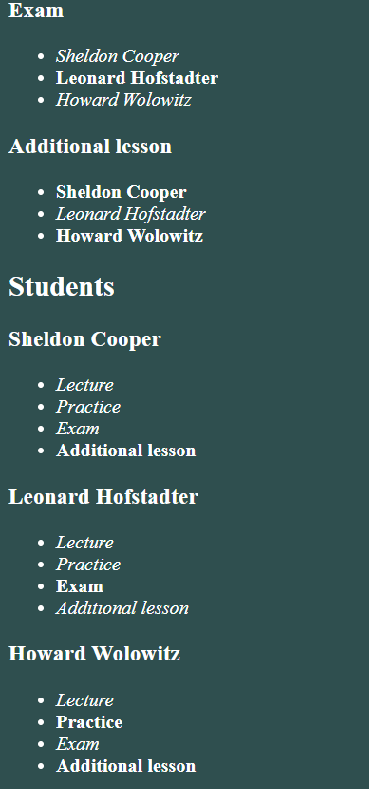 Exam
Sheldon Cooper
Leonard Hofstadter
Howard Wolowitz
Additional lesson
Sheldon Cooper
Leonard Hofstadter
Howard Wolowitz
Students
Sheldon Cooper
Lecture
Practice
Exam
Additional lesson
Leonard Hofstadter
Lecture
Practice
Exam
Additional lesson
Howard Wolowitz
Lecture
Practice
Exam
Additional lesson